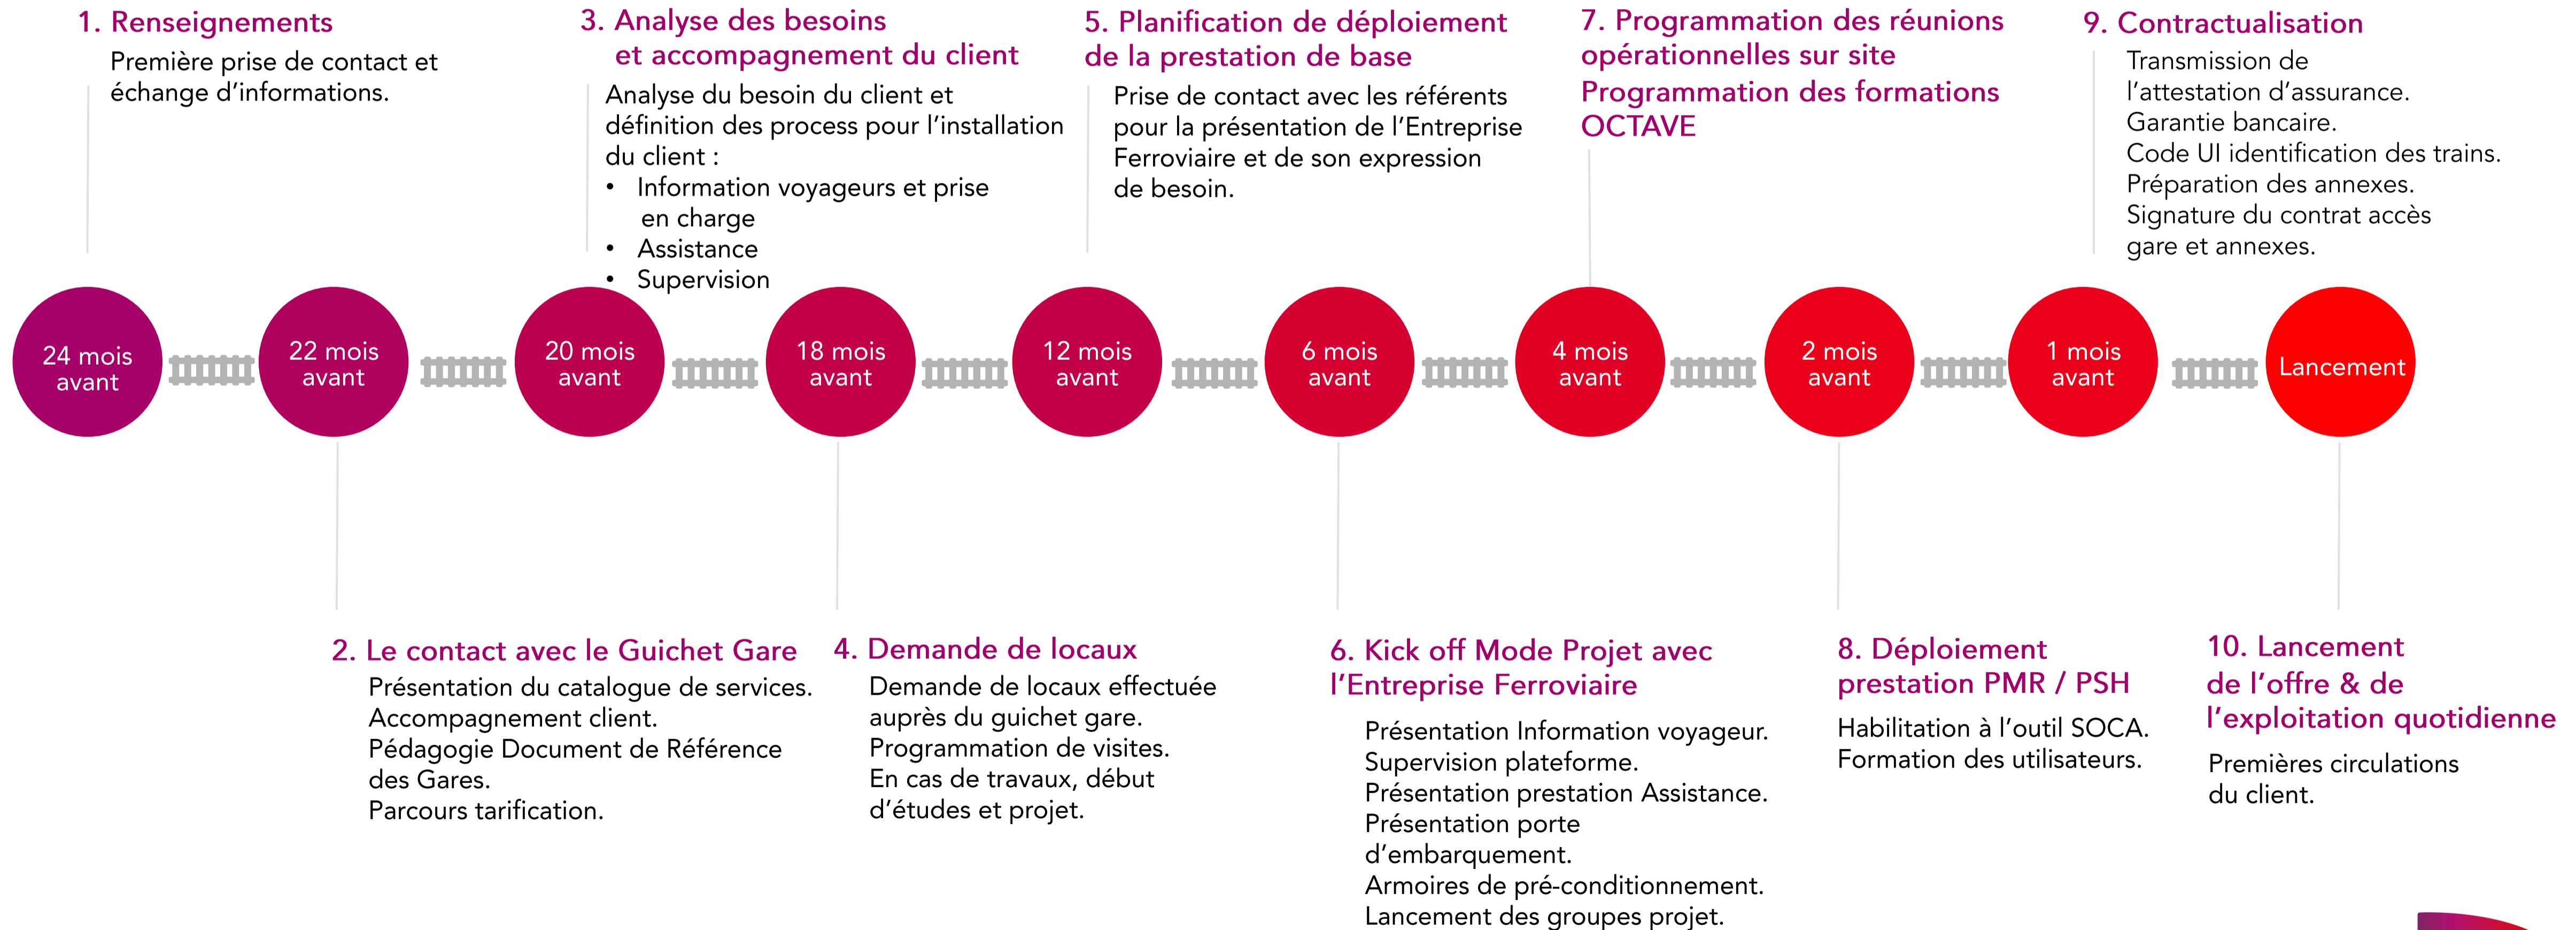 1. Renseignements
Première prise de contact et
échange d’informations.
3. Analyse des besoins
et accompagnement du client
Analyse du besoin du client et
définition des process pour l’installation
du client :
• Information voyageurs et prise
en charge
• Assistance
• Supervision
5. Planification de déploiement
de la prestation de base
Prise de contact avec les référents
pour la présentation de l’Entreprise
Ferroviaire et de son expression
de besoin.
7. Programmation des réunions
opérationnelles sur site
Programmation des formations
OCTAVE
9. Contractualisation
Transmission de
l’attestation d’assurance.
Garantie bancaire.
Code UI identification des trains.
Préparation des annexes.
Signature du contrat accès
gare et annexes.
24 mois
avant
22 mois
avant
20 mois
avant
18 mois
avant
12 mois
avant
6 mois
avant
4 mois
avant
2 mois
avant
1 mois
avant
Lancement
2. Le contact avec le Guichet Gare
Présentation du catalogue de services.
Accompagnement client.
Pédagogie Document de Référence
des Gares.
Parcours tarification.
4. Demande de locaux
Demande de locaux effectuée
auprès du guichet gare.
Programmation de visites.
En cas de travaux, début
d’études et projet.
6. Kick off Mode Projet avec
l’Entreprise Ferroviaire
Présentation Information voyageur.
Supervision plateforme.
Présentation prestation Assistance.
Présentation porte
d’embarquement.
Armoires de pré-conditionnement.
Lancement des groupes projet.
8. Déploiement
prestation PMR / PSH
Habilitation à l’outil SOCA.
Formation des utilisateurs.
10. Lancement
de l’offre & de
l’exploitation quotidienne
Premières circulations
du client.